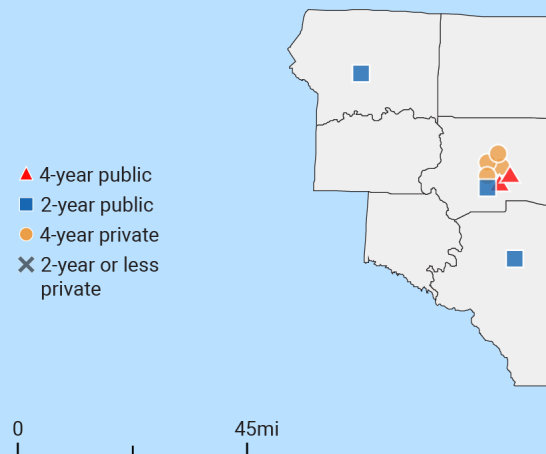 4-year public
2-year public
4-year private
2-year or less
private
0
45mi